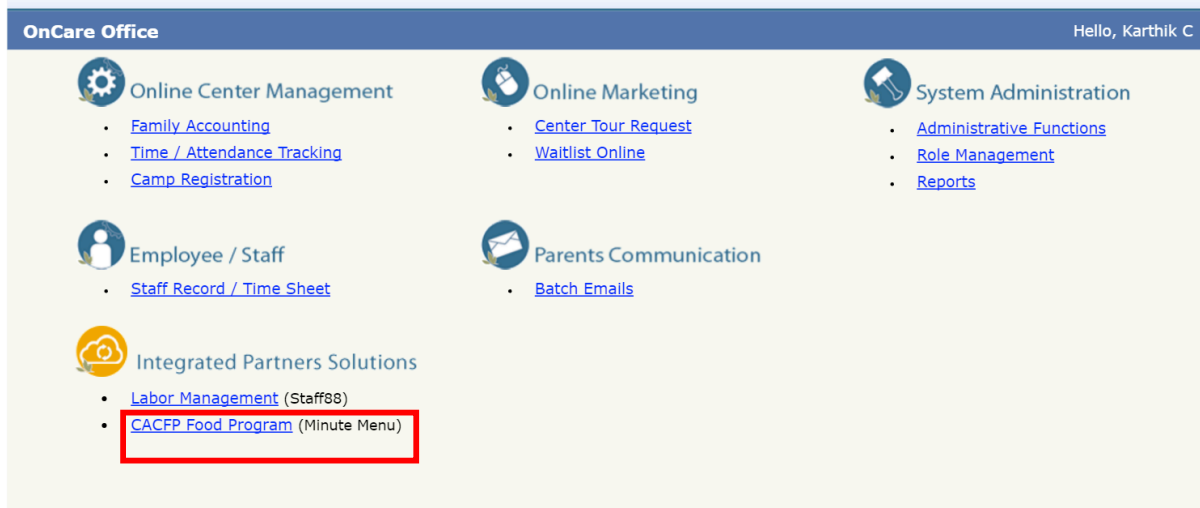 OnCare Office
Hello, Karthik C
Online Center Management
Family Accounting
Time / Attendance Tracking
Camp Registration
Online Marketing
Center Tour Request
Waitlist Online
System Administration
Administrative Functions
Role Management
Reports
Employee / Staff
Staff Record / Time Sheet
Parents Communication
Batch Emails
Integrated Partners Solutions
Labor Management (Staff88)
CACFP Food Program (Minute Menu)